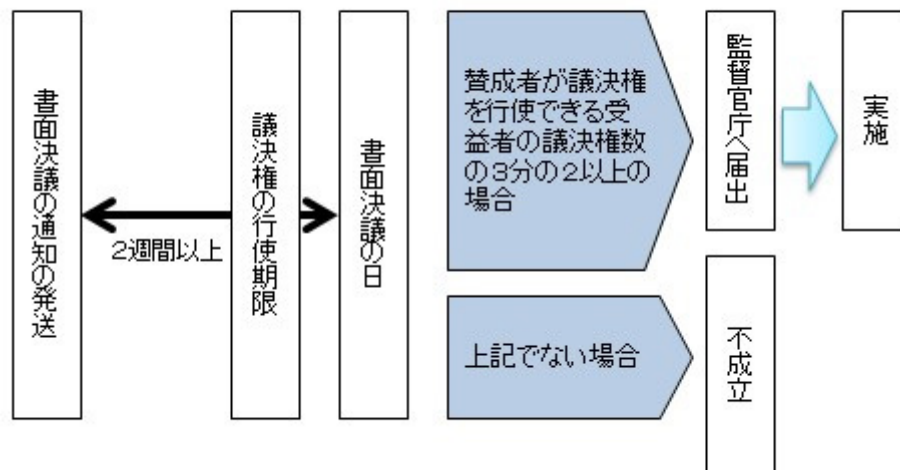 書面決議の通知の発送
2週間以上
議決権の行使期限
書面決議の日
賛成者が議決権
を行使できる受
益者の議決権数
の3分の2以上の
場合
監督官庁へ届出
実施
上記でない場合
不成立